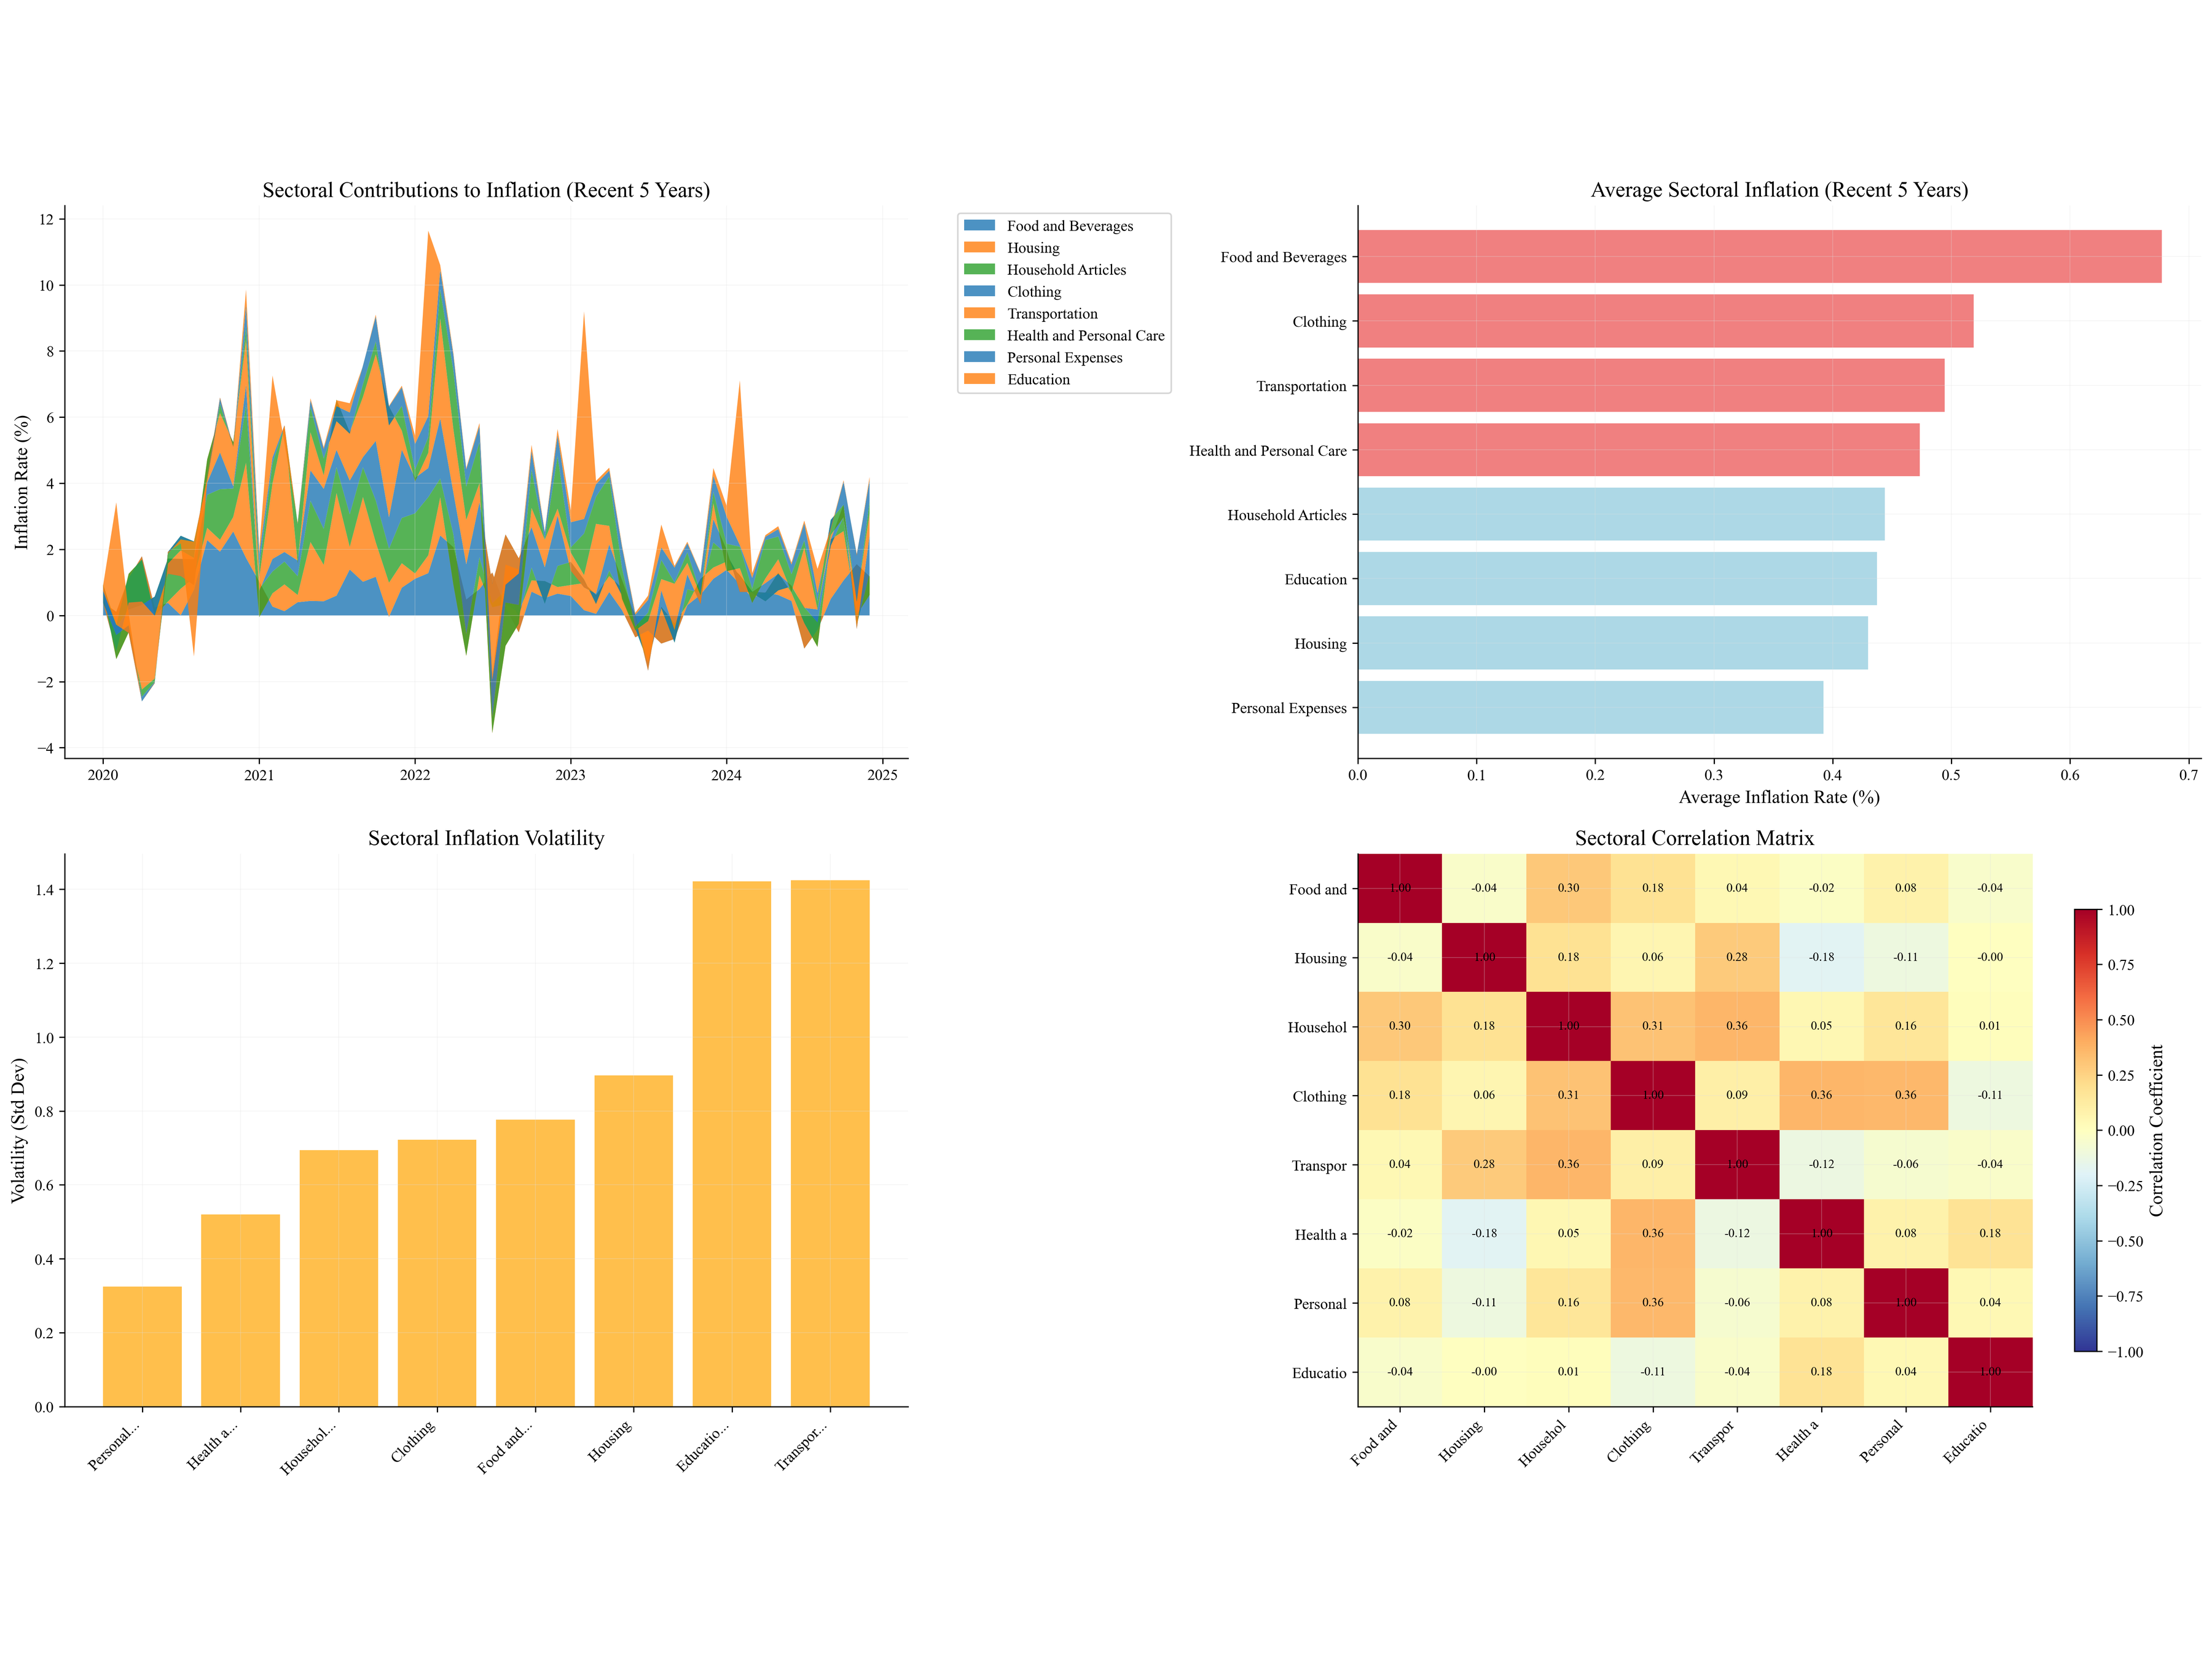 Sectoral Contributions to Inflation (Recent 5 Years)
Inflation Rate (%)
12
10
8
6
4
2
0
−2
−4
2020 2021 2022 2023 2024 2025
Food and Beverages
Housing
Household Articles
Clothing
Transportation
Health and Personal Care
Personal Expenses
Education
Average Sectoral Inflation (Recent 5 Years)
Food and Beverages
Clothing
Transportation
Health and Personal Care
Household Articles
Education
Housing
Personal Expenses
0.0 0.1 0.2 0.3 0.4 0.5 0.6 0.7
Average Inflation Rate (%)
Sectoral Inflation Volatility
Volatility (Std Dev)
1.4
1.2
1.0
0.8
0.6
0.4
0.2
0.0
Personal... Health a... Househol... Clothing Food and... Housing Educatio... Transpor...
Sectoral Correlation Matrix
Food and 1.00 -0.04 0.30 0.18 0.04 -0.02 0.08 -0.04
Housing -0.04 1.00 0.18 0.06 0.28 -0.18 -0.11 -0.00
Househol 0.30 0.18 1.00 0.31 0.36 0.05 0.16 0.01
Clothing 0.18 0.06 0.31 1.00 0.09 0.36 0.36 -0.11
Transpor 0.04 0.28 0.36 0.09 1.00 -0.12 -0.06 -0.04
Health a -0.02 -0.18 0.05 0.36 -0.12 1.00 0.08 0.18
Personal 0.08 -0.11 0.16 0.36 -0.06 0.08 1.00 0.04
Educatio -0.04 -0.00 0.01 -0.11 -0.04 0.18 0.04 1.00
Food and Housing Househol Clothing Transpor Health a Personal Educatio
1.00
0.75
0.50
0.25
0.00
−0.25
−0.50
−0.75
−1.00
Correlation Coefficient